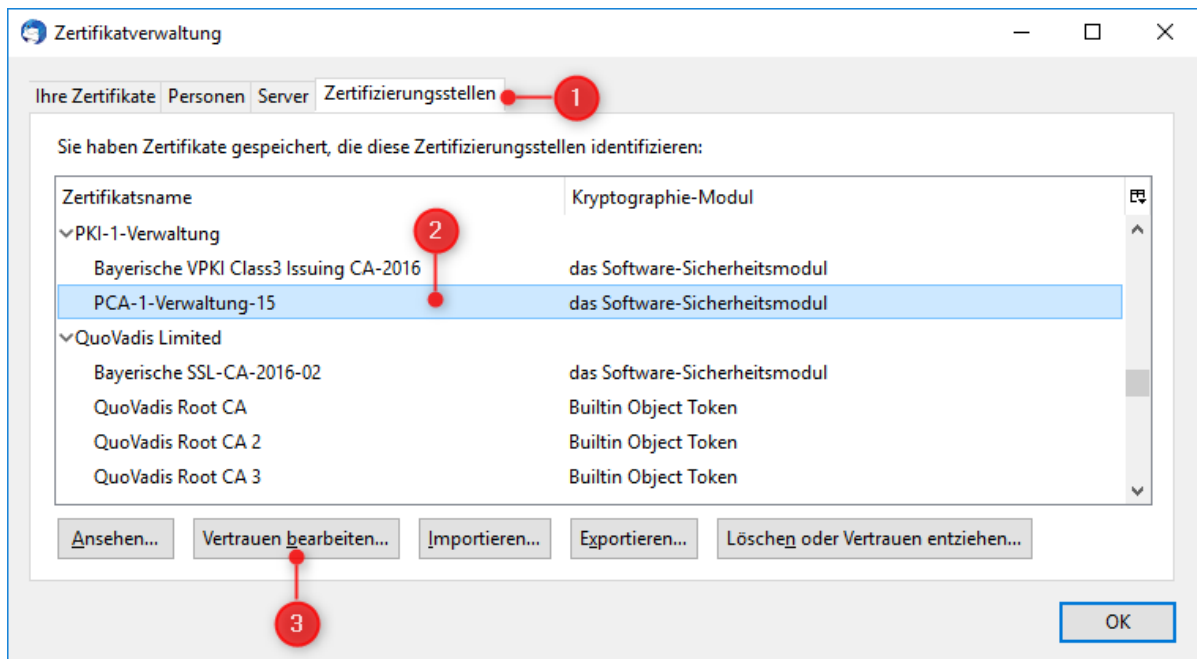 Zertifikatverwaltung
Ihre Zertifikate Personen Server Zertifizierungsstellen 1
Sie haben Zertifikate gespeichert, die diese Zertifizierungsstellen identifizieren:
Zertifikatsname Kryptographie-Modul
PKI-1-Verwaltung 2
Bayerische VPKI Class3 Issuing CA-2016 das Software-Sicherheitsmodul
PCA-1-Verwaltung-15 das Software-Sicherheitsmodul
QuoVadis Limited
Bayerische SSL-CA-2016-02 das Software-Sicherheitsmodul
QuoVadis Root CA Builtin Object Token
QuoVadis Root CA 2 Builtin Object Token
QuoVadis Root CA 3 Builtin Object Token
Ansehen... Vertrauen bearbeiten... Importieren... Exportieren... Löschen oder Vertrauen entziehen...
3
OK